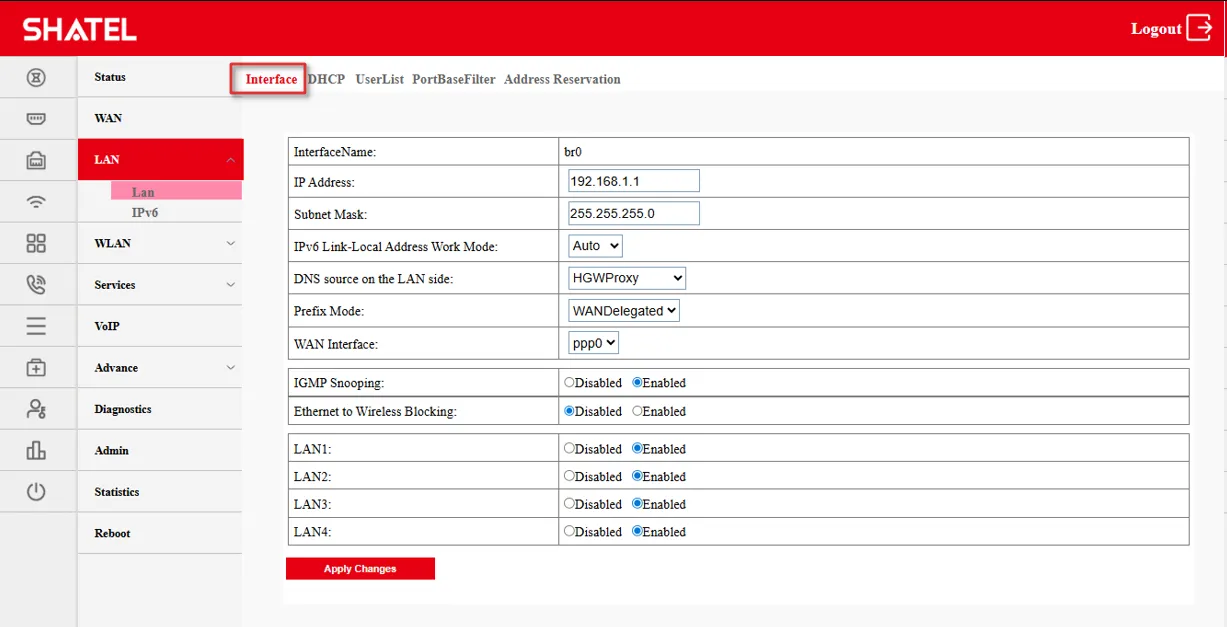 SHATEL
Logout
Status
WAN
LAN
Lan
IPv6
WLAN
Services
VoIP
Advance
Diagnostics
Admin
Statistics
Reboot
Interface DHCP UserList PortBaseFilter Address Reservation
InterfaceName: br0
IP Address: 192.168.1.1
Subnet Mask: 255.255.255.0
IPv6 Link-Local Address Work Mode: Auto
DNS source on the LAN side: HGWProxy
Prefix Mode: WANDelegated
WAN Interface: ppp0
IGMP Snooping: Disabled Enabled
Ethernet to Wireless Blocking: Disabled Enabled
LAN1: Disabled Enabled
LAN2: Disabled Enabled
LAN3: Disabled Enabled
LAN4: Disabled Enabled
Apply Changes